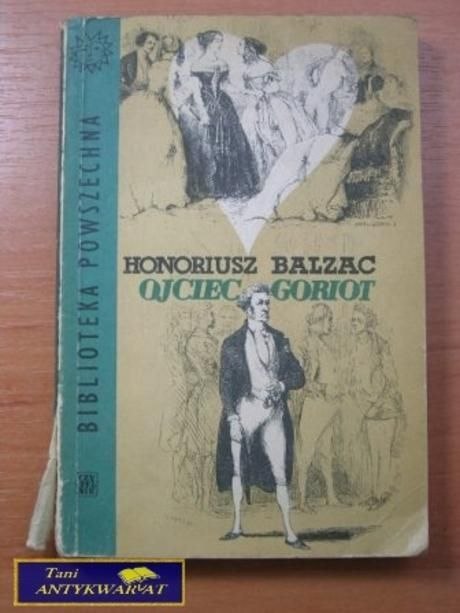 BIBLIOTEKA POWSZECHNA
HONORIUSZ BALZAC
OJCIEC GORIOT
Tani
ANTYKWARIAT